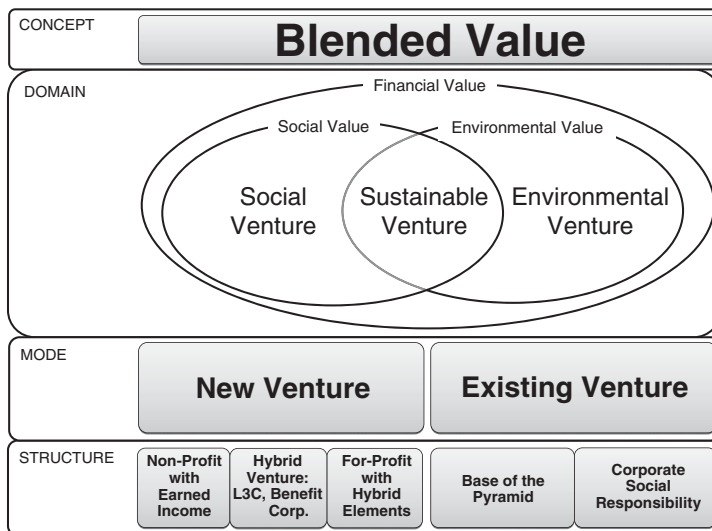 CONCEPT
Blended Value
DOMAIN
Financial Value
Social Value
Environmental Value
Social
Venture
Sustainable
Venture
Environmental
Venture
MODE
New Venture
Existing Venture
STRUCTURE
Non-Profit
with
Earned
Income
Hybrid
Venture:
L3C, Benefit
Corp.
For-Profit
with
Hybrid
Elements
Base of the
Pyramid
Corporate
Social
Responsibility